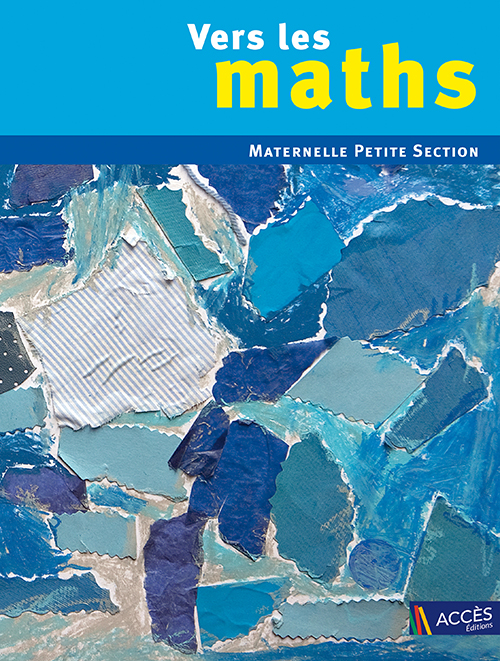 Vers les
maths
MATERNELLE PETITE SECTION
ACCÈS
Éditions